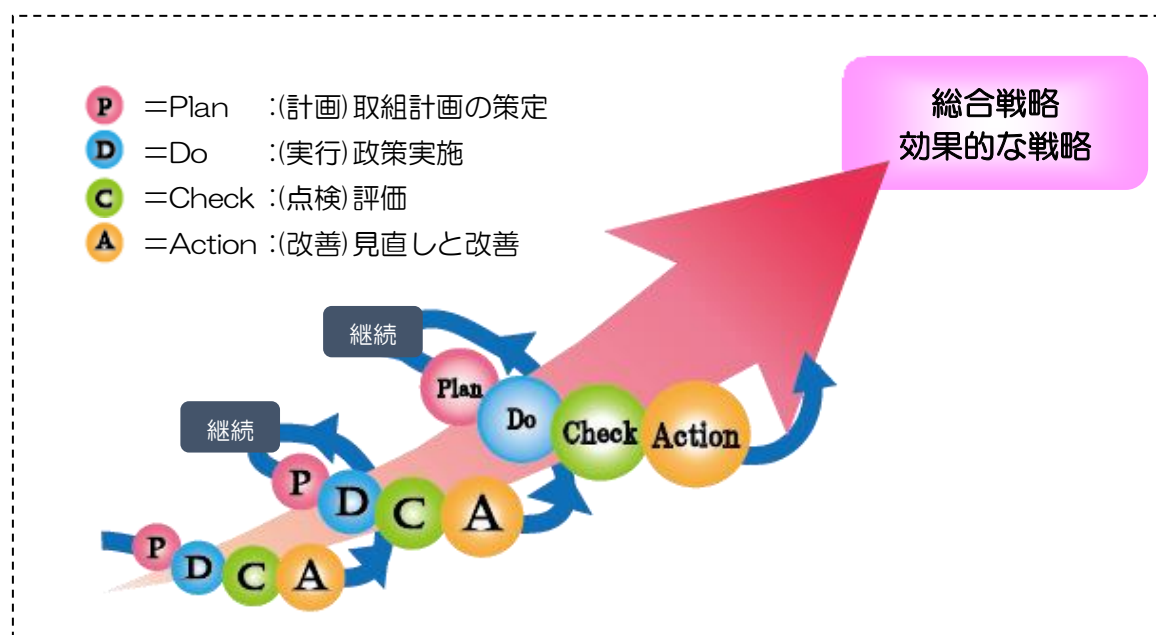 P =Plan :(計画)取組計画の策定
D =Do :(実行)政策実施
C =Check :(点検)評価
A =Action :(改善)見直しと改善
総合戦略
効果的な戦略
継続
Plan
Do
Check
Action
継続
P
D
C
A
P
D
C
A